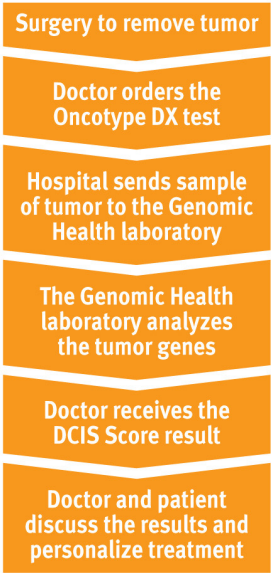 Surgery to remove tumor
Doctor orders the
Oncotype DX test
Hospital sends sample
of tumor to the Genomic
Health laboratory
The Genomic Health
laboratory analyzes
the tumor genes
Doctor receives the
DCIS Score result
Doctor and patient
discuss the results and
personalize treatment